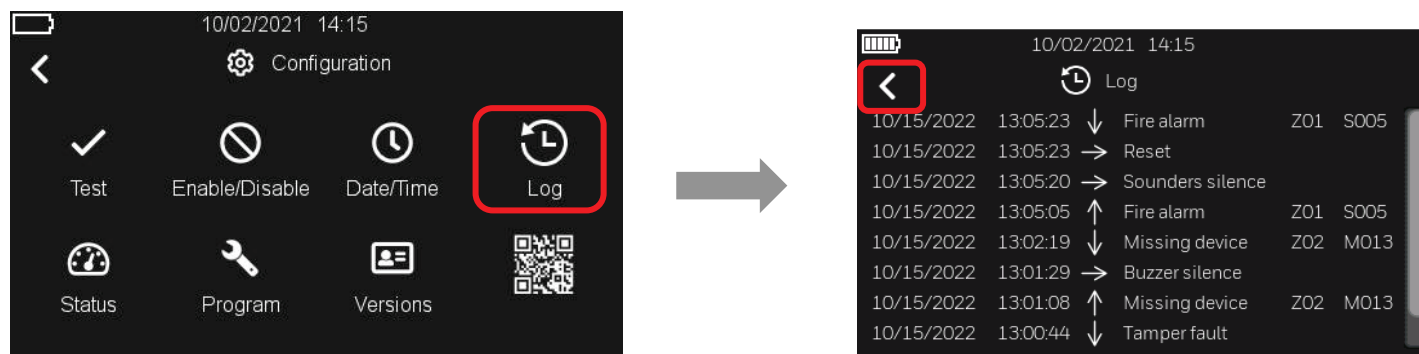 10/02/2021 14:15
Configuration
Test Enable/Disable Date/Time Log
Status Program Versions
10/02/2021 14:15
Log
10/15/2022 13:05:23 ↓ Fire alarm Z01 S005
10/15/2022 13:05:23 → Reset
10/15/2022 13:05:20 → Sounders silence
10/15/2022 13:05:05 ↑ Fire alarm Z01 S005
10/15/2022 13:02:19 ↓ Missing device Z02 M013
10/15/2022 13:01:29 → Buzzer silence
10/15/2022 13:01:08 ↑ Missing device Z02 M013
10/15/2022 13:00:44 ↓ Tamper fault